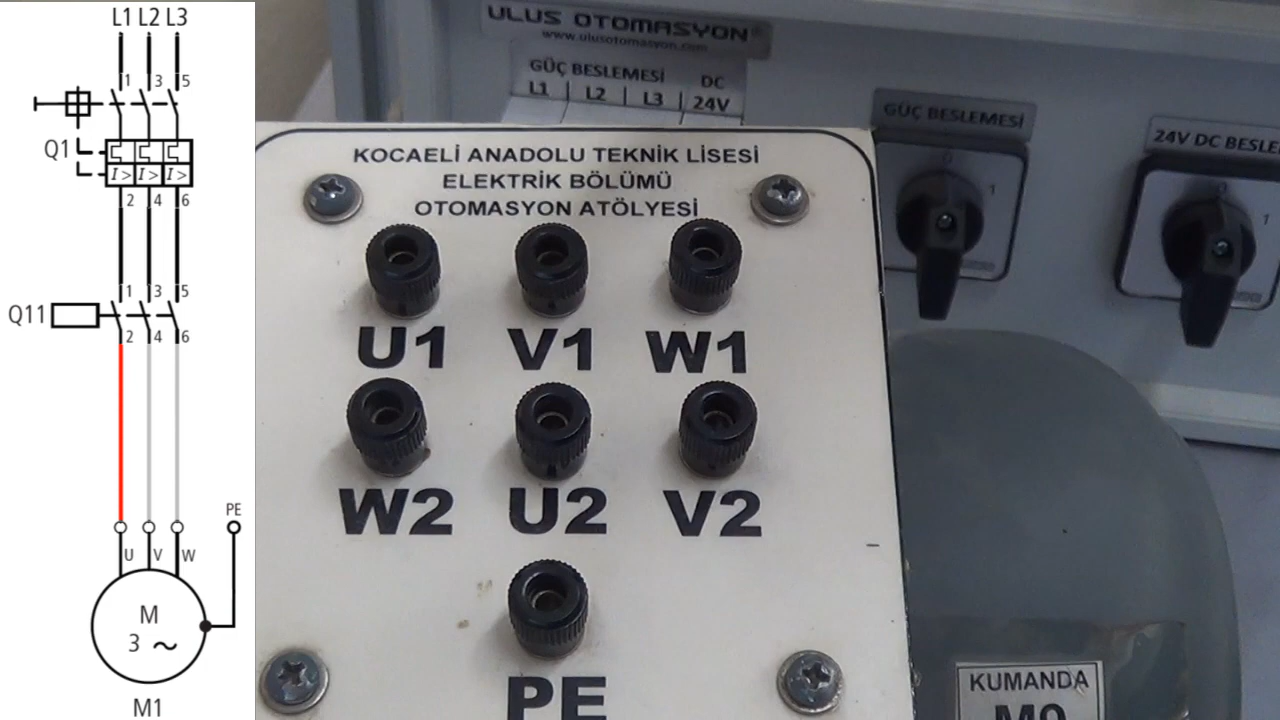 L1 L2 L3
1 3 5
Q1
I> I> I>
2 4 6
1 3 5
Q11
2 4 6
PE
U V W
M
3 ~
M1
ULUS OTOMASYON®
www.ulusotomasyon.com
GÜÇ BESLEMESİ DC
L1 L2 L3 24V
GÜÇ BESLEMESİ
0
1
24V DC BESLE
0
1
KOCAELİ ANADOLU TEKNİK LİSESİ
ELEKTRİK BÖLÜMÜ
OTOMASYON ATÖLYESİ
U1 V1 W1
W2 U2 V2
PE
KUMANDA